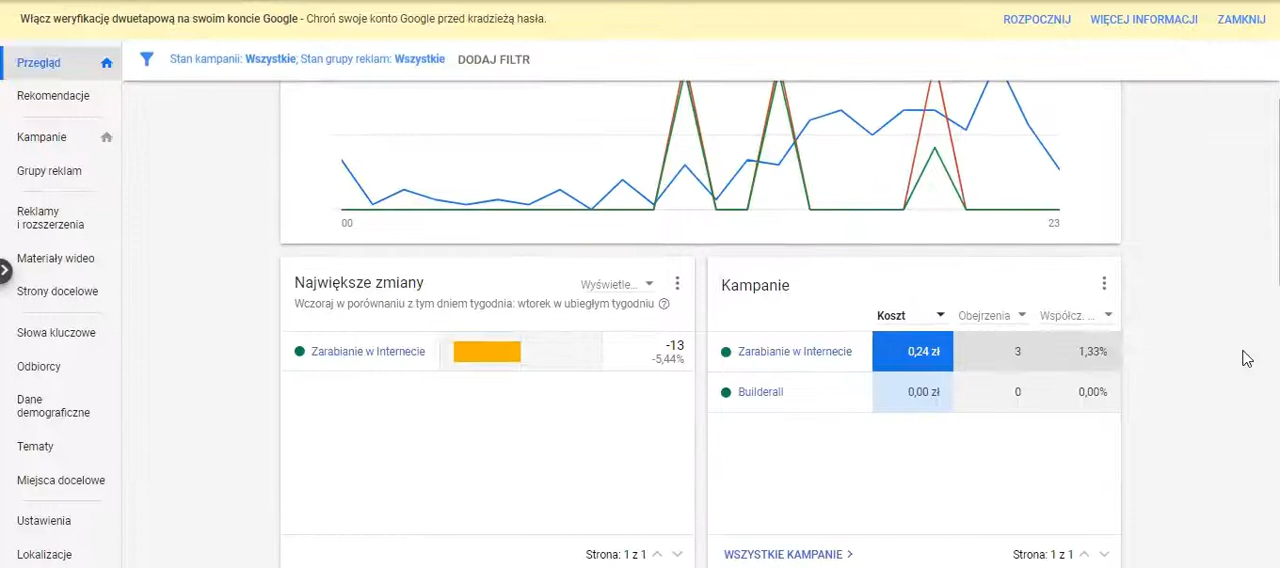 Włącz weryfikację dwuetapową na swoim koncie Google - Chroń swoje konto Google przed kradzieżą hasła.
ROZPOCZNIJ WIĘCEJ INFORMACJI ZAMKNIJ
Przegląd
Rekomendacje
Kampanie
Grupy reklam
Reklamy
i rozszerzenia
Materiały wideo
Strony docelowe
Słowa kluczowe
Odbiorcy
Dane
demograficzne
Tematy
Miejsca docelowe
Ustawienia
Lokalizacje
Stan kampanii: Wszystkie; Stan grupy reklam: Wszystkie DODAJ FILTR
00 23
Największe zmiany Wyświetle...
Wczoraj w porównaniu z tym dniem tygodnia: wtorek w ubiegłym tygodniu
Zarabianie w Internecie -13
-5,44%
Strona: 1 z 1
Kampanie
Koszt Obejrzenia Współcz. ...
Zarabianie w Internecie 0,24 zł 3 1,33%
Builderall 0,00 zł 0 0,00%
WSZYSTKIE KAMPANIE Strona: 1 z 1